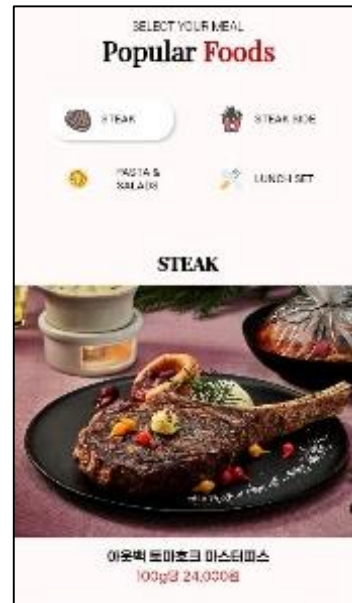 SELECT YOUR MEAL
Popular Foods
STEAK
STEAK SIDE
PASTA &
SALADS
LUNCH SET
STEAK
아웃백 토마호크 마스터피스
100g당 24,000원